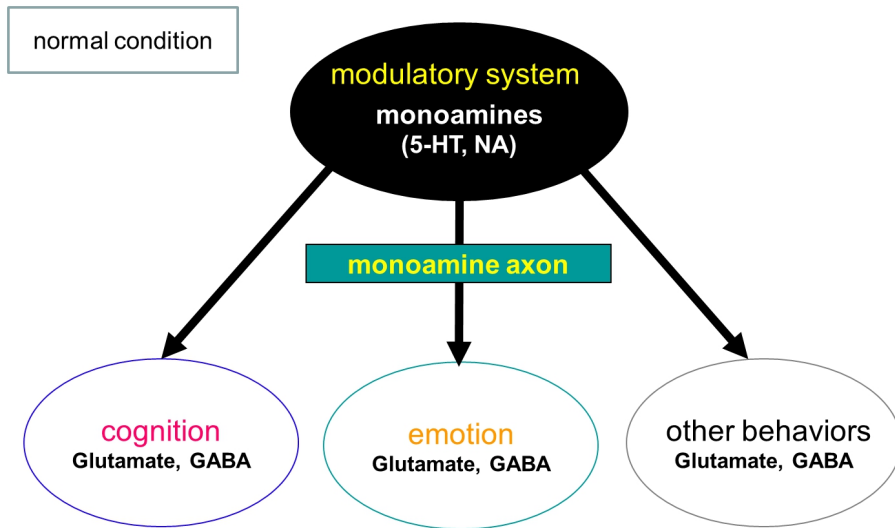 normal condition
modulatory system
monoamines
(5-HT, NA)
monoamine axon
cognition
Glutamate, GABA
emotion
Glutamate, GABA
other behaviors
Glutamate, GABA